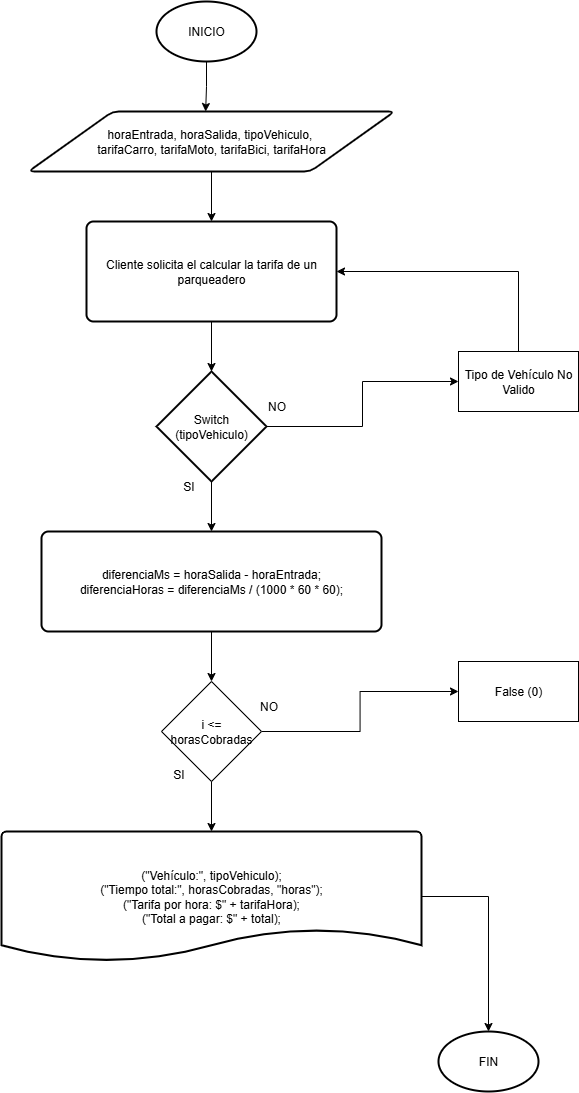 INICIO
horaEntrada, horaSalida, tipoVehiculo,
tarifaCarro, tarifaMoto, tarifaBici, tarifaHora
Cliente solicita el calcular la tarifa de un
parqueadero
Tipo de Vehículo No
Valido
NO
Switch
(tipoVehiculo)
SI
diferenciaMs = horaSalida - horaEntrada;
diferenciaHoras = diferenciaMs / (1000 * 60 * 60);
NO
False (0)
i <=
horasCobradas
SI
("Vehículo:", tipoVehiculo);
("Tiempo total:", horasCobradas, "horas");
("Tarifa por hora: $" + tarifaHora);
("Total a pagar: $" + total);
FIN